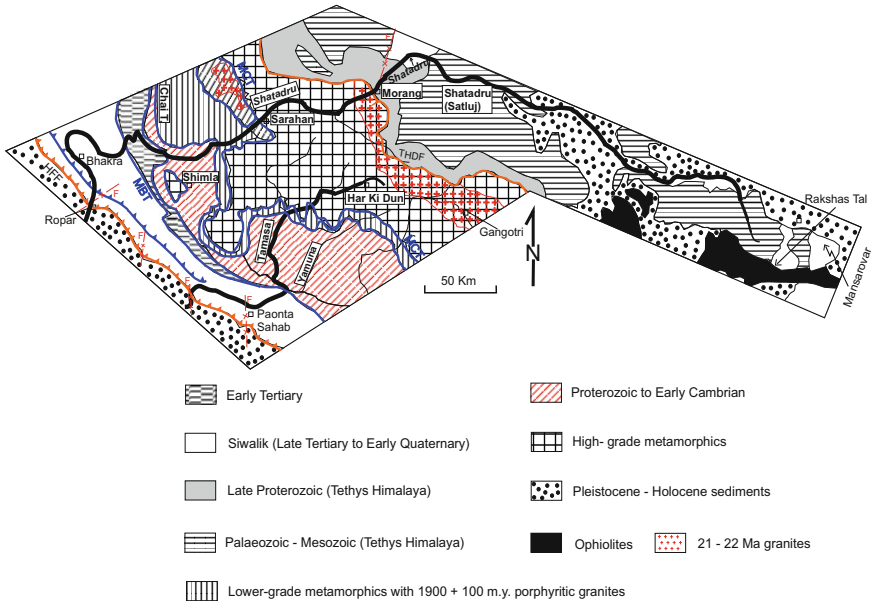 F
Chai T
MCT
Shatadru
Sarahan
Shatadru
Morang
Shatadru
(Satluj)
Bhakra
Shimla
MBT
THDF
HFF
F
Ropar
Har Ki Dun
Rakshas Tal
Gangotri
N
Tamasa
Yamuna
MCT
F
F
F
Mansarovar
50 Km
Paonta
Sahab
Early Tertiary
Proterozoic to Early Cambrian
Siwalik (Late Tertiary to Early Quaternary)
High- grade metamorphics
Late Proterozoic (Tethys Himalaya)
Pleistocene - Holocene sediments
Palaeozoic - Mesozoic (Tethys Himalaya)
Ophiolites
21 - 22 Ma granites
Lower-grade metamorphics with 1900 + 100 m.y. porphyritic granites